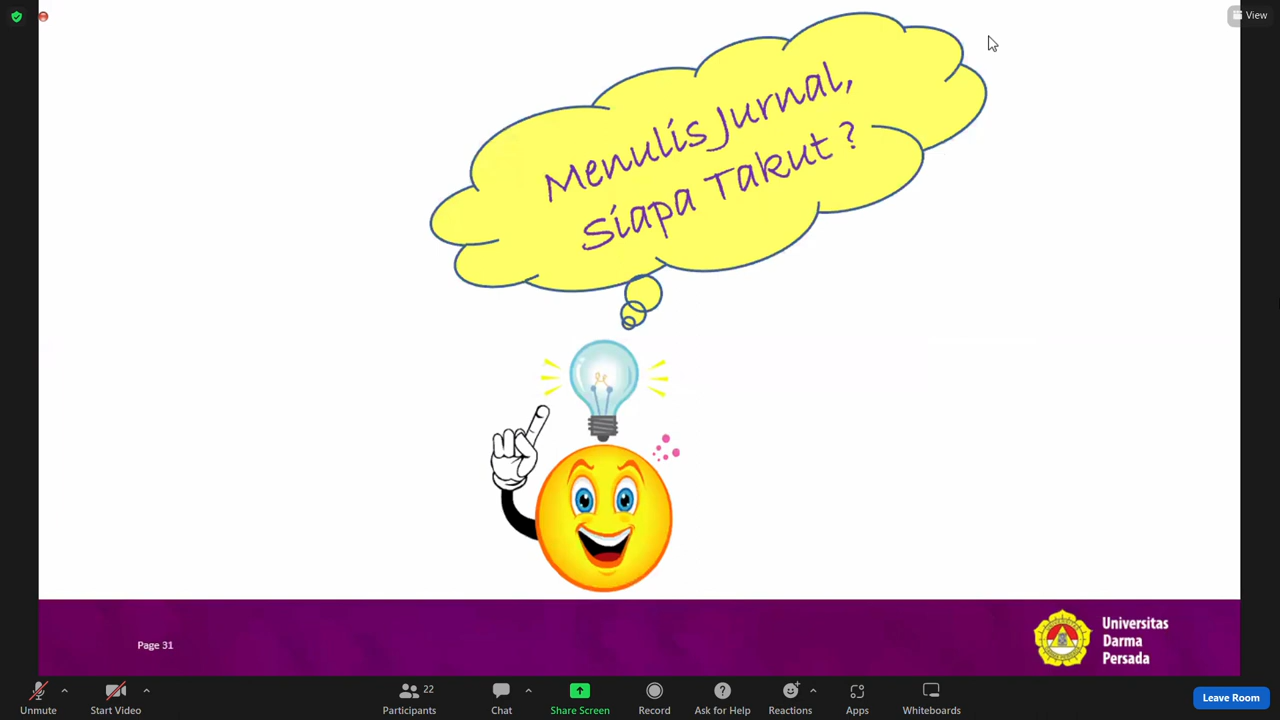 View
Menulis Jurnal,
Siapa Takut ?
Page 31
Universitas
Darma
Persada
Unmute
Start Video
Participants
22
Chat
Share Screen
Record
Ask for Help
Reactions
Apps
Whiteboards
Leave Room